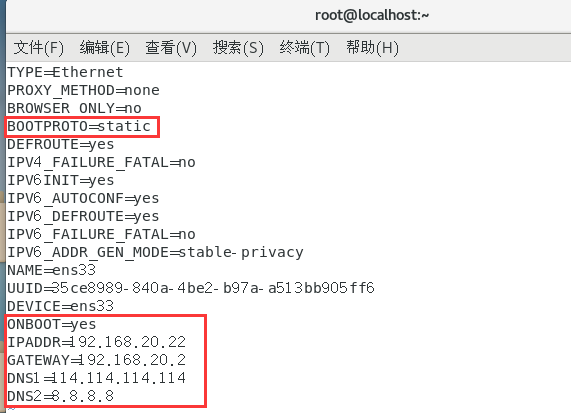 root@localhost:~
文件(F) 编辑(E) 查看(V) 搜索(S) 终端(T) 帮助(H)
TYPE=Ethernet
PROXY_METHOD=none
BROWSER_ONLY=no
BOOTPROTO=static
DEFROUTE=yes
IPV4_FAILURE_FATAL=no
IPV6INIT=yes
IPV6_AUTOCONF=yes
IPV6_DEFROUTE=yes
IPV6_FAILURE_FATAL=no
IPV6_ADDR_GEN_MODE=stable-privacy
NAME=ens33
UUID=35ce8989-840a-4be2-b97a-a513bb905ff6
DEVICE=ens33
ONBOOT=yes
IPADDR=192.168.20.22
GATEWAY=192.168.20.2
DNS1=114.114.114.114
DNS2=8.8.8.8
~